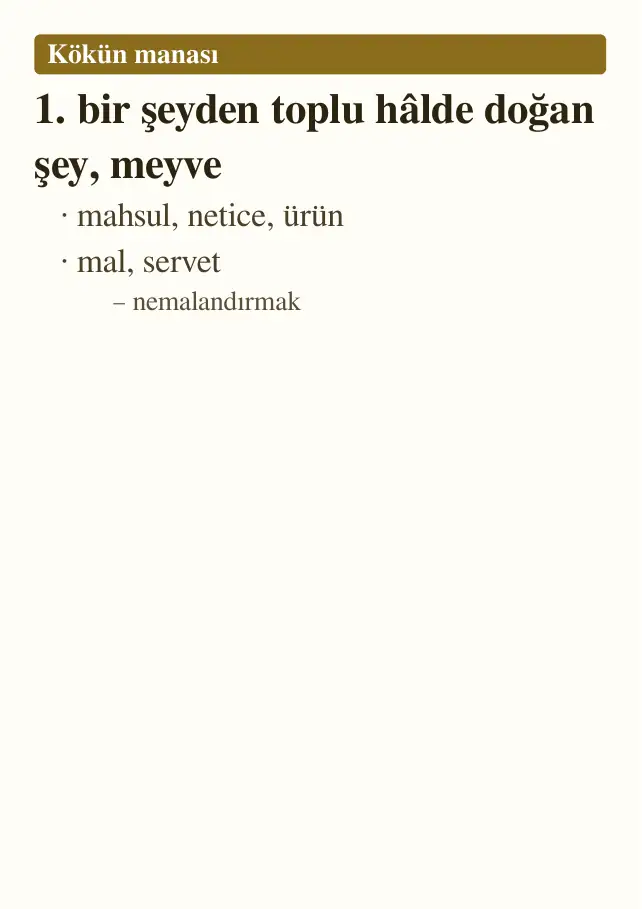 Kökün manası
1. bir şeyden toplu hâlde doğan
şey, meyve
· mahsul, netice, ürün
· mal, servet
– nemalandırmak